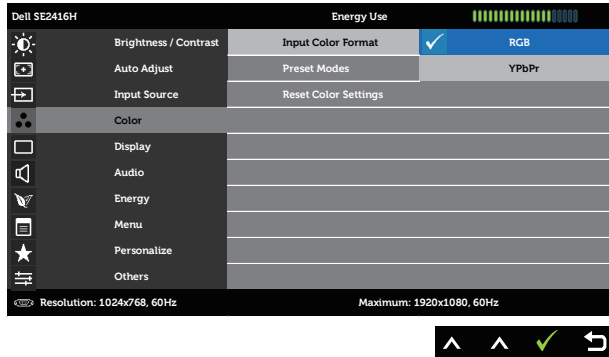 Dell SE2416H Energy Use
Brightness / Contrast Input Color Format RGB
Auto Adjust Preset Modes YPbPr
Input Source Reset Color Settings
Color
Display
Audio
Energy
Menu
Personalize
Others
Resolution: 1024x768, 60Hz Maximum: 1920x1080, 60Hz